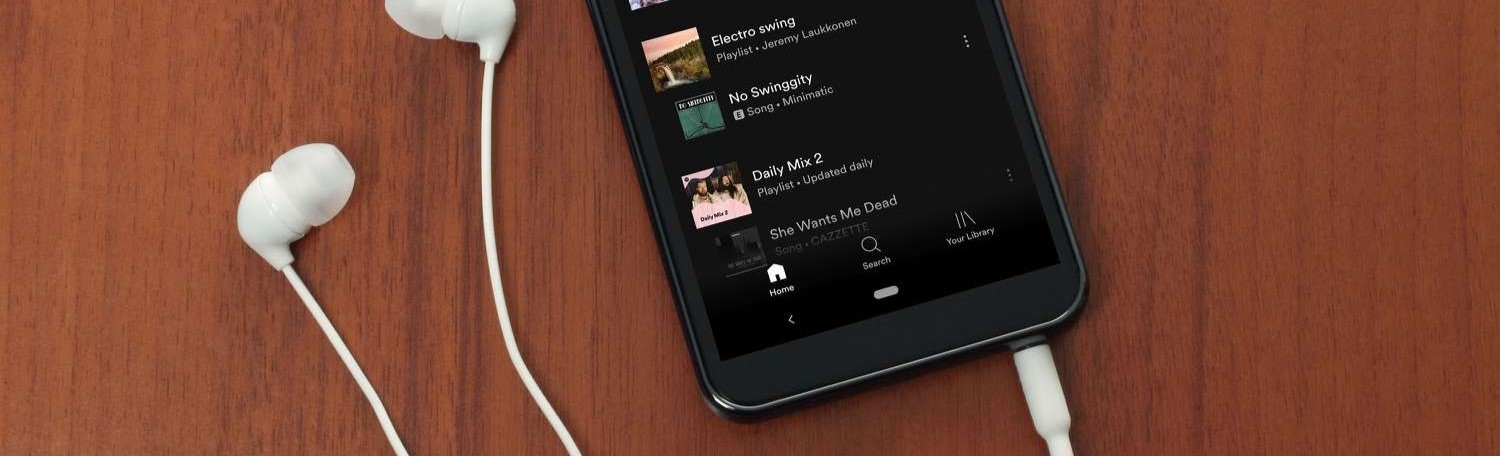 Electro swing
Playlist • Jeremy Laukkonen
NO SWINGGITY
No Swinggity
E Song • Minimatic
Daily Mix 2
Daily Mix 2
Playlist • Updated daily
She Wants Me Dead
Song • CAZZETTE
Home
Search
Your Library